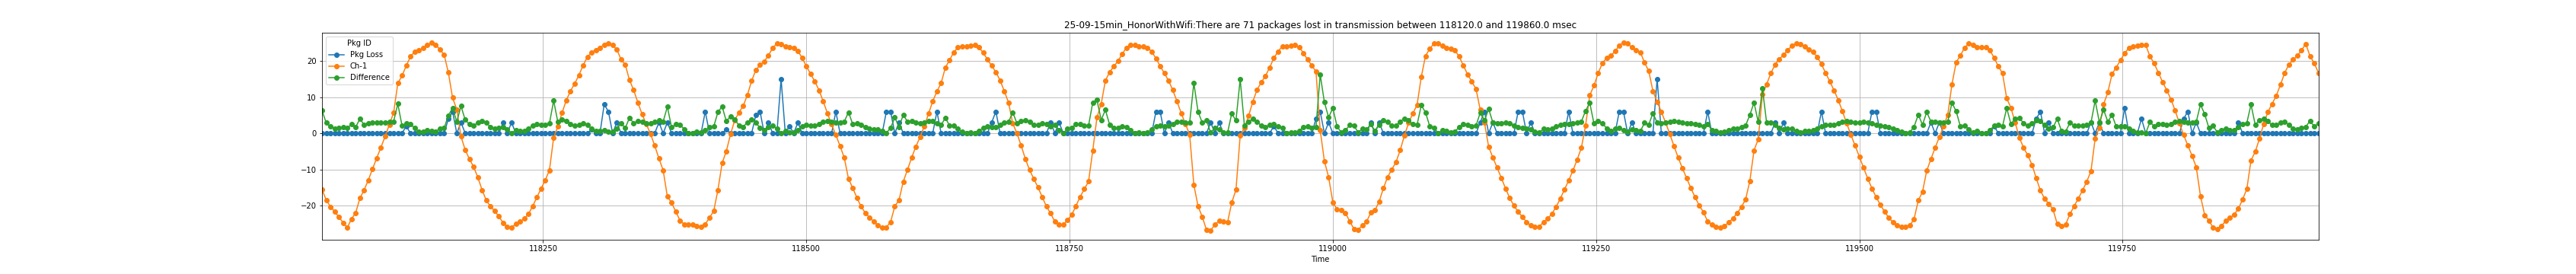 25-09-15min_HonorWithWifi:There are 71 packages lost in transmission between 118120.0 and 119860.0 msec
Pkg ID
Pkg Loss
Ch-1
Difference
20
10
0
−10
−20
118250 118500 118750 119000 119250 119500 119750
Time